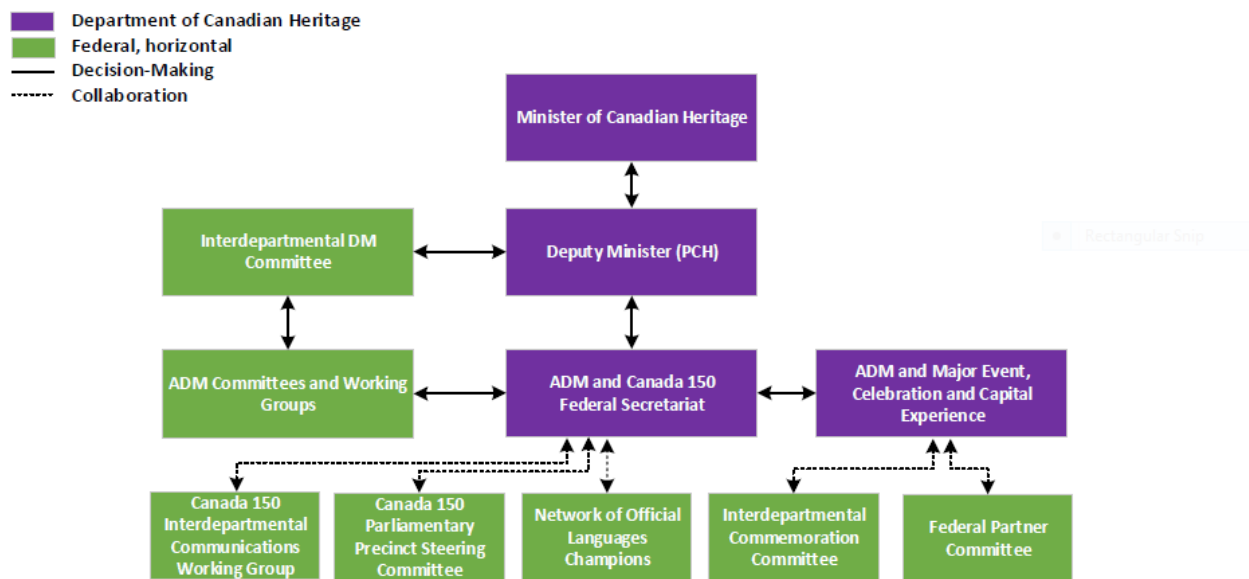 Department of Canadian Heritage
Federal, horizontal
Decision-Making
Collaboration
Minister of Canadian Heritage
Interdepartmental DM
Committee
Deputy Minister (PCH)
Rectangular Snip
ADM Committees and Working
Groups
ADM and Canada 150
Federal Secretariat
ADM and Major Event,
Celebration and Capital
Experience
Canada 150
Interdepartmental
Communications
Working Group
Canada 150
Parliamentary
Precinct Steering
Committee
Network of Official
Languages
Champions
Interdepartmental
Commemoration
Committee
Federal Partner
Committee